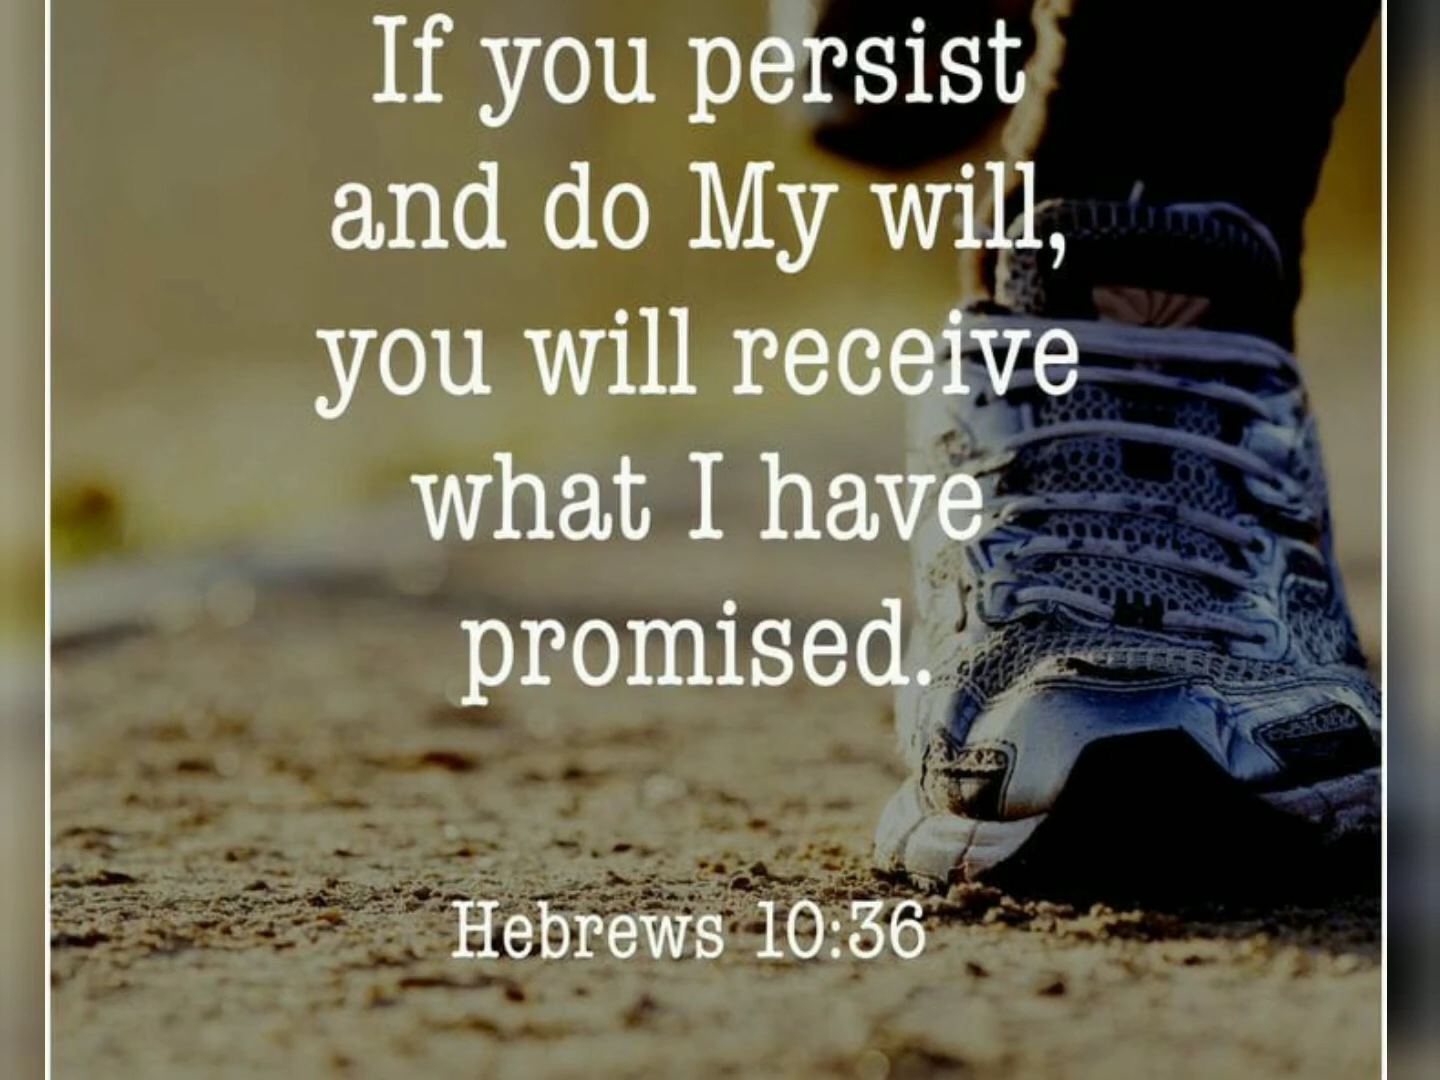 If you persist
and do My will,
you will receive
what I have
promised.
Hebrews 10:36